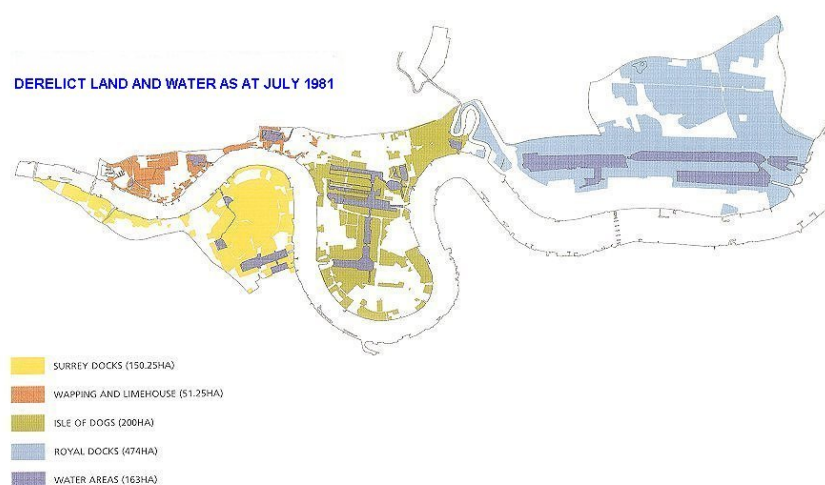 DERELICT LAND AND WATER AS AT JULY 1981
SURREY DOCKS (150.25HA)
WAPPING AND LIMEHOUSE (51.25HA)
ISLE OF DOGS (200HA)
ROYAL DOCKS (474HA)
WATER AREAS (163HA)